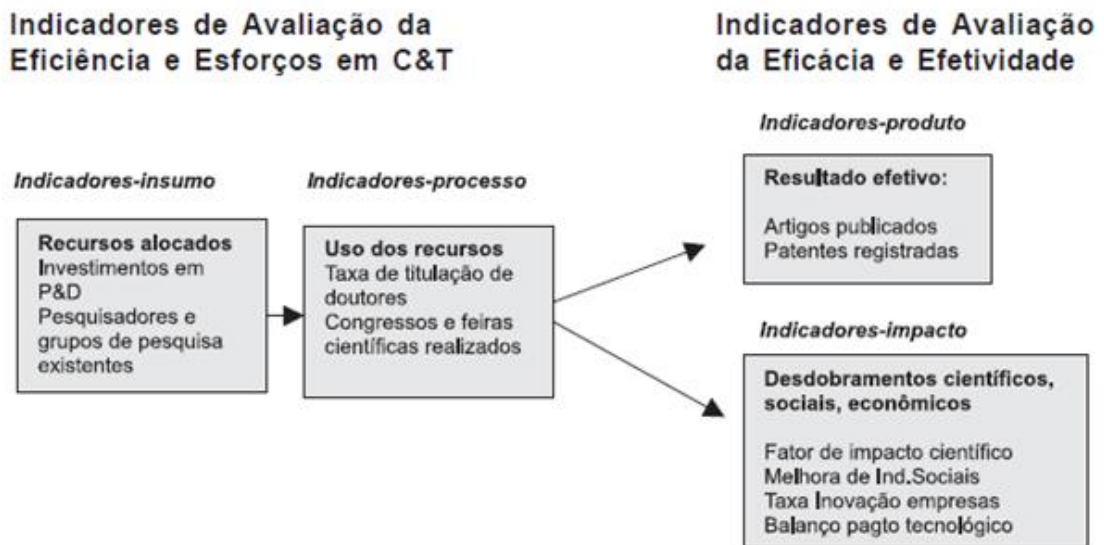 Indicadores de Avaliação da
Eficiência e Esforços em C&T
Indicadores de Avaliação
da Eficácia e Efetividade
Indicadores-insumo
Recursos alocados
Investimentos em
P&D
Pesquisadores e
grupos de pesquisa
existentes
Indicadores-processo
Uso dos recursos
Taxa de titulação de
doutores
Congressos e feiras
científicas realizados
Indicadores-produto
Resultado efetivo:
Artigos publicados
Patentes registradas
Indicadores-impacto
Desdobramentos científicos,
sociais, econômicos
Fator de impacto científico
Melhora de Ind.Sociais
Taxa Inovação empresas
Balanço pagto tecnológico